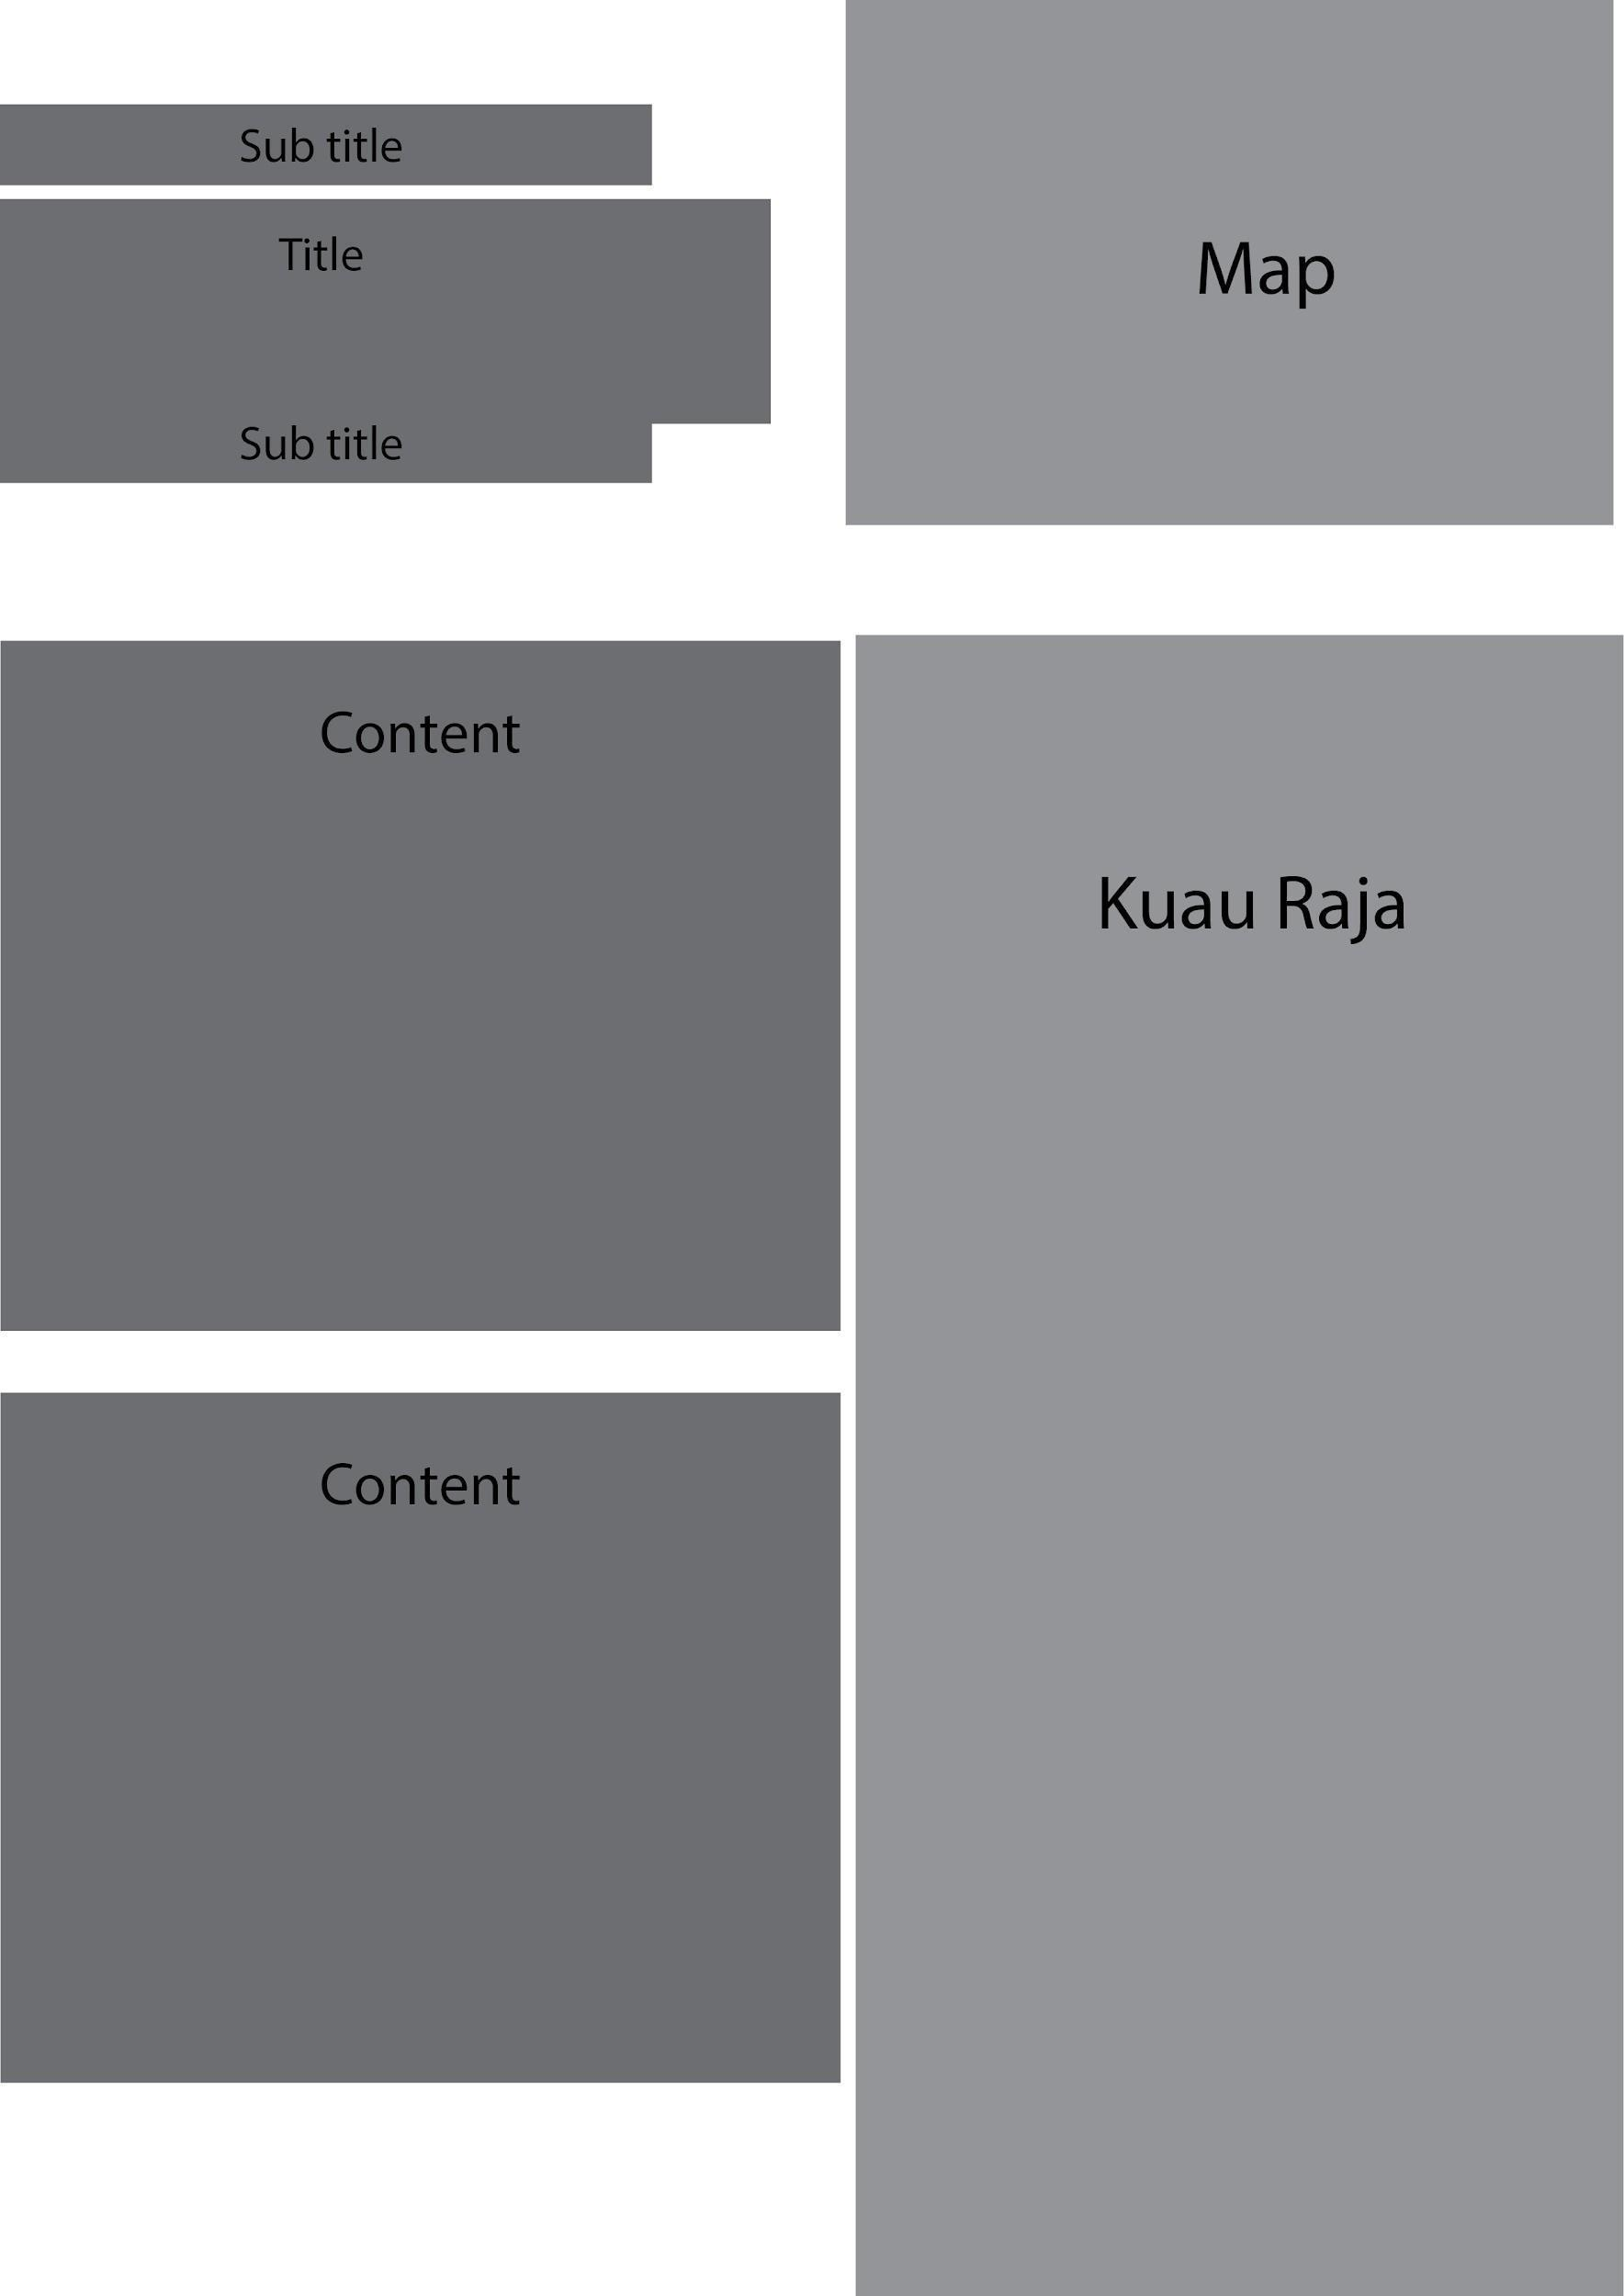 Sub title
Title
Sub title
Map
Content
Kuau Raja
Content